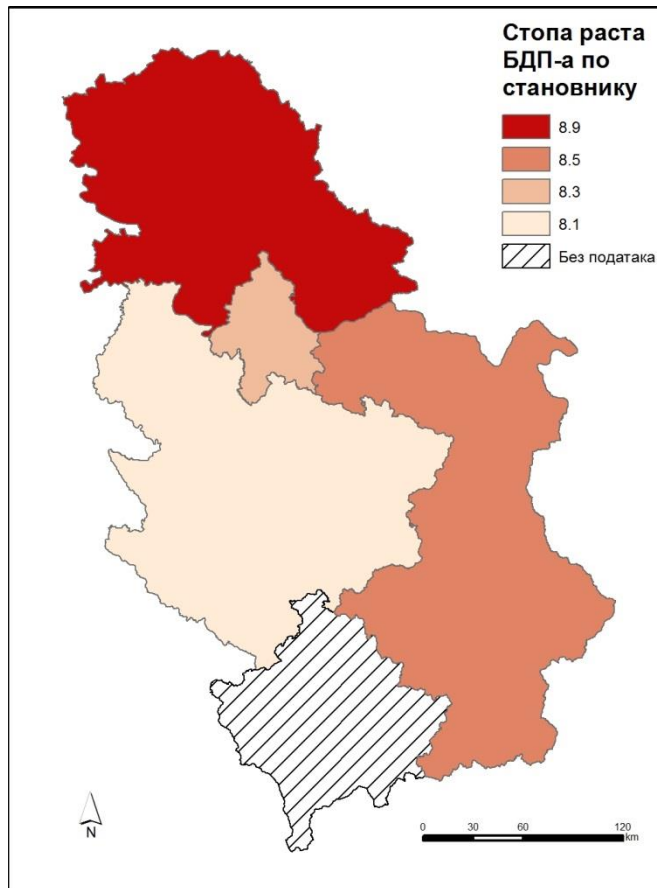 Стопа раста
БДП-а по
становнику
8.9
8.5
8.3
8.1
Без података
N
0 30 60 120
km